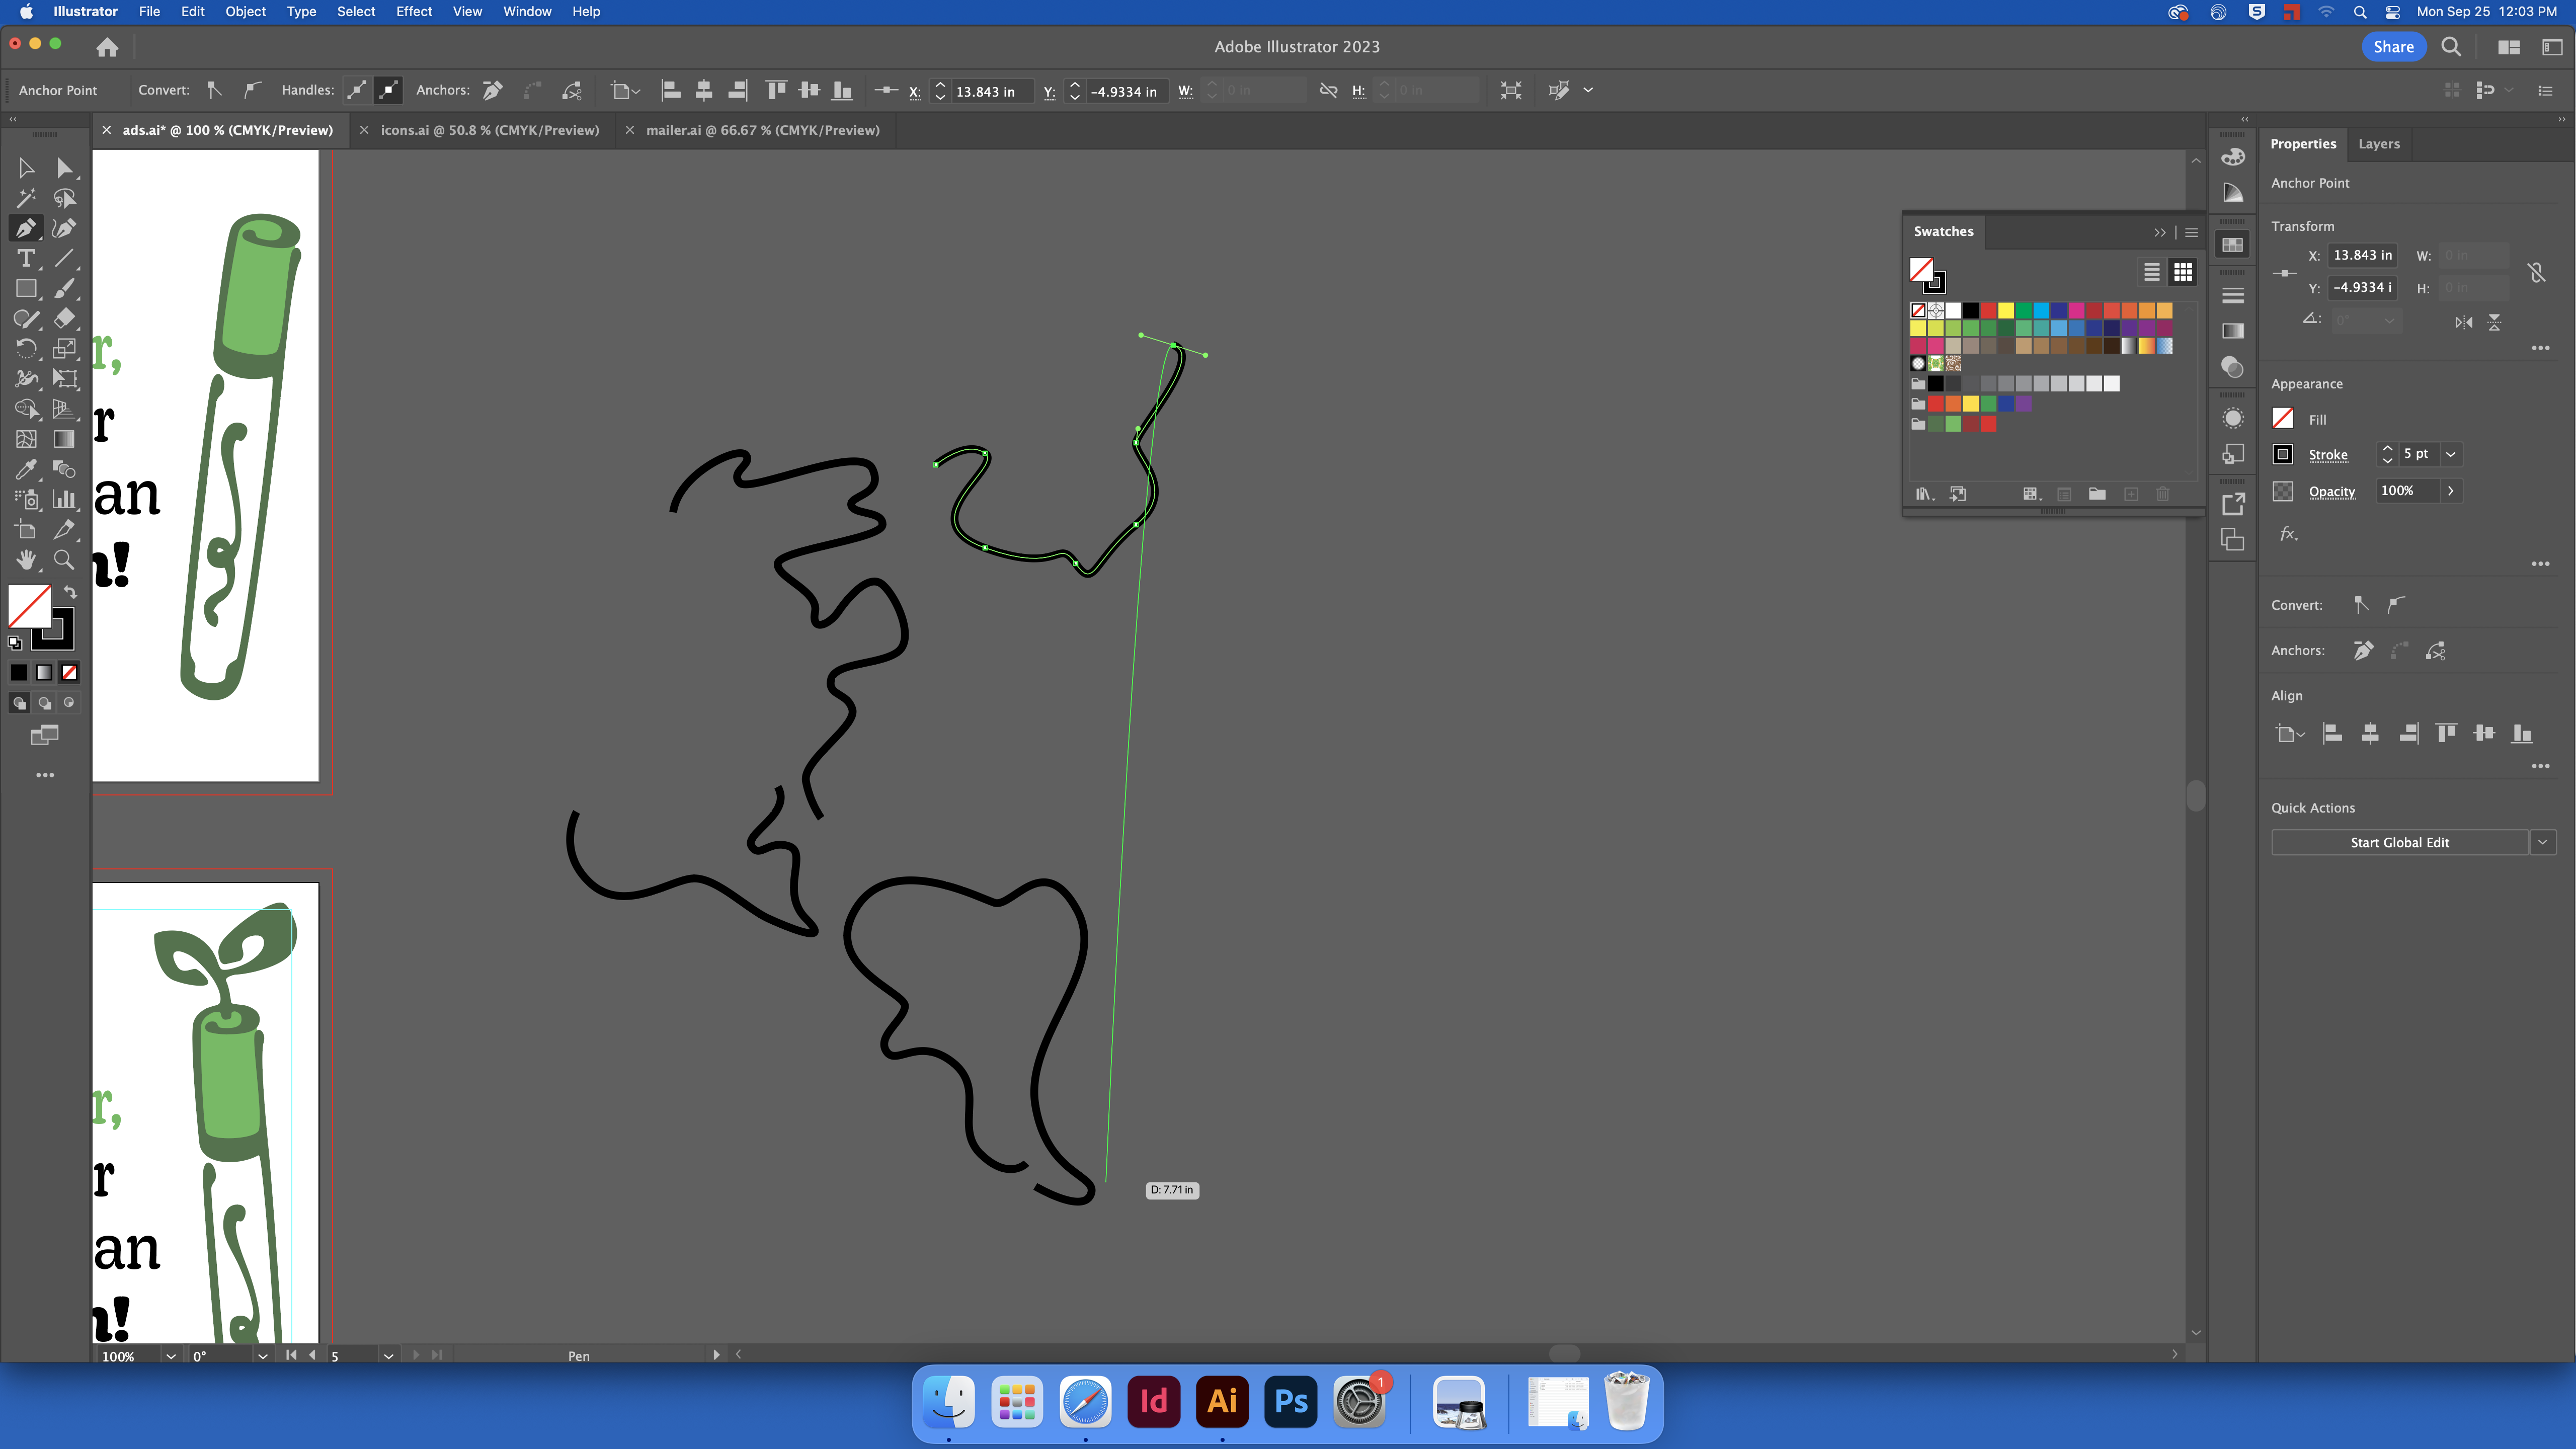 Illustrator File Edit Object Type Select Effect View Window Help Mon Sep 25 12:03 PM
Adobe Illustrator 2023 Share
Anchor Point Convert: Handles: Anchors: X: 13.843 in Y: -4.9334 in W: 0 in H: 0 in
ads.ai* @ 100 % (CMYK/Preview) icons.ai @ 50.8 % (CMYK/Preview) mailer.ai @ 66.67 % (CMYK/Preview)
Properties Layers
Anchor Point
Transform
X: 13.843 in W: 0 in
Y: -4.9334 i H: 0 in
0°
Appearance
Fill
Stroke 5 pt
Opacity 100%
fx
Convert:
Anchors:
Align
Quick Actions
Start Global Edit
Swatches
r,
r
an
n!
r,
r
an
n!
D: 7.71 in
100% 0° 5 Pen
Id Ai Ps 1